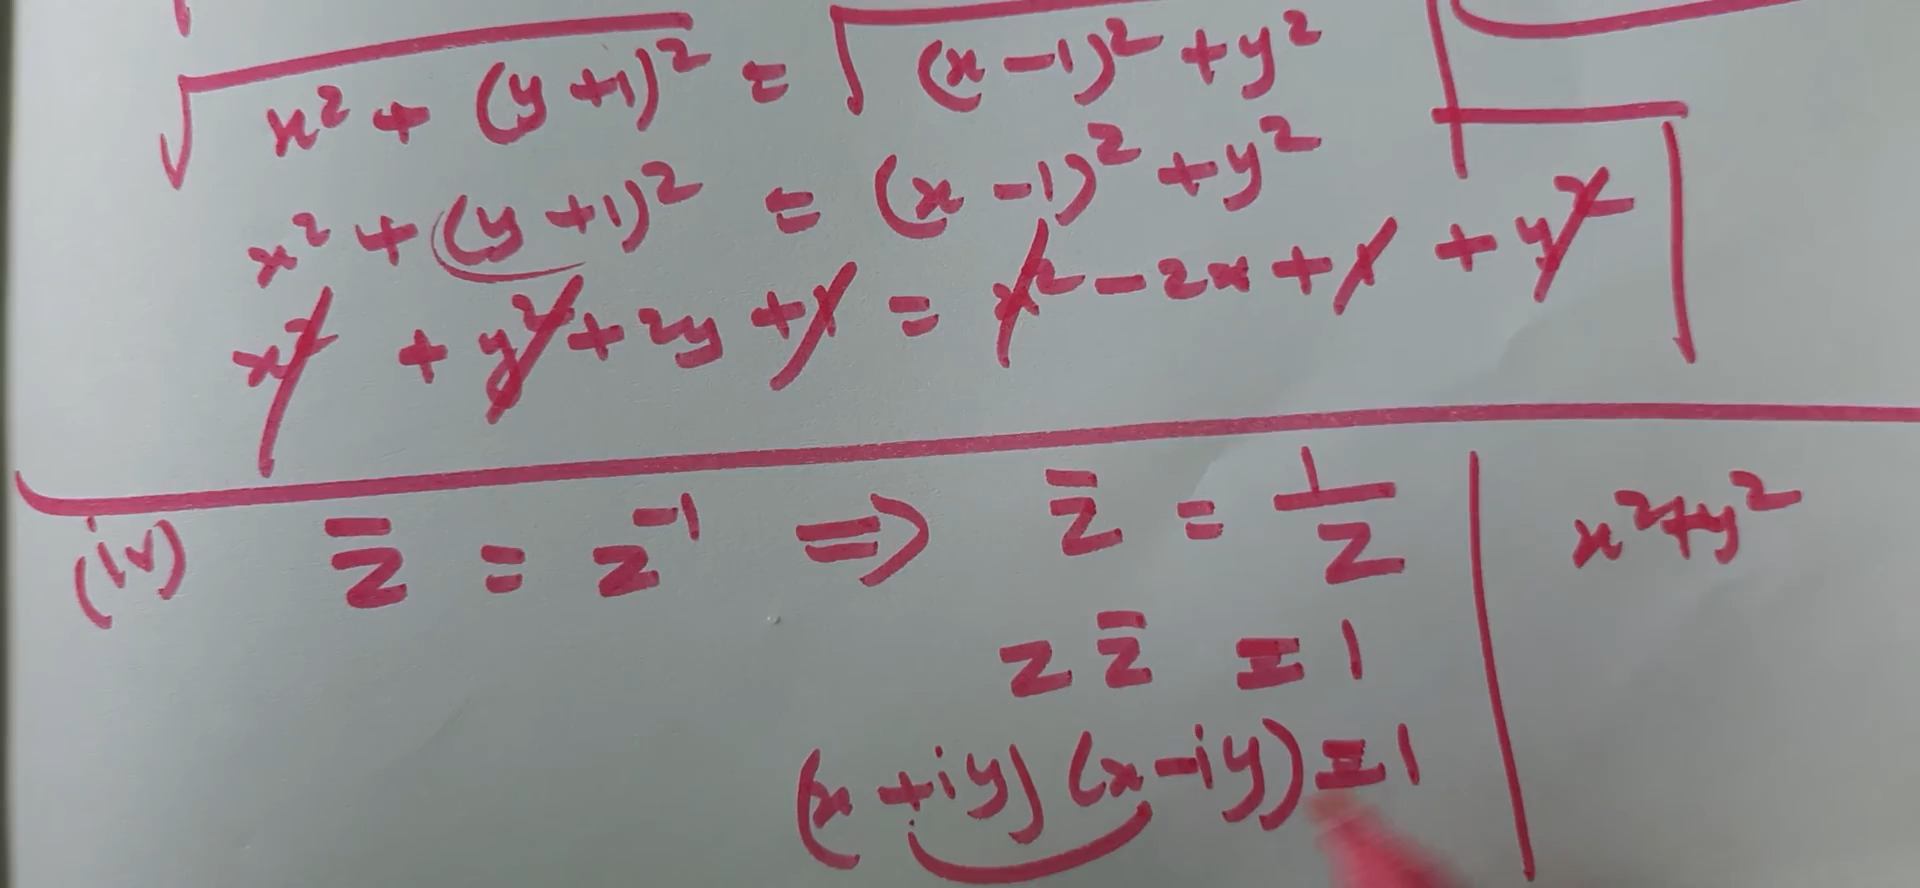 √(x² + (y+1)²) = √((x-1)² + y²)
x² + (y+1)² = (x-1)² + y²
x² + y² + 2y + 1 = x² - 2x + 1 + y²
(iv) z̄ = z⁻¹ ⇒ z̄ = 1/z
z z̄ = 1
(x+iy)(x-iy) = 1
x²+y²